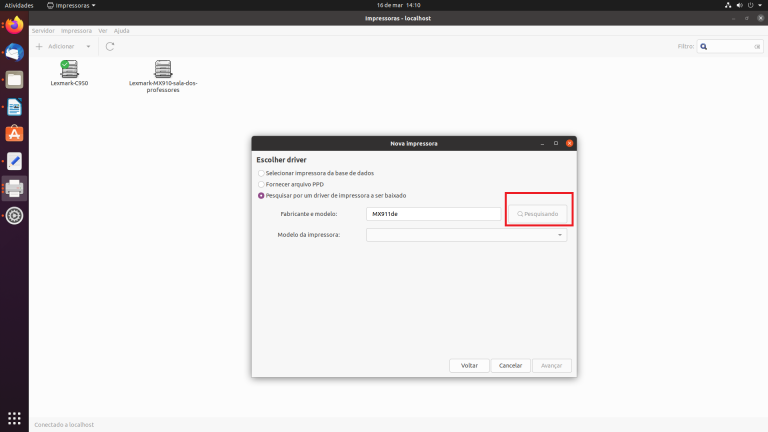 Atividades
Impressoras
16 de mar 14:10
Impressoras - localhost
Servidor Impressora Ver Ajuda
Adicionar
Filtro:
Lexmark-C950
Lexmark-MX910-sala-dos-
professores
Nova impressora
Escolher driver
Selecionar impressora da base de dados
Fornecer arquivo PPD
Pesquisar por um driver de impressora a ser baixado
Fabricante e modelo:
MX911de
Pesquisando
Modelo da impressora:
Voltar
Cancelar
Avançar
Conectado a localhost